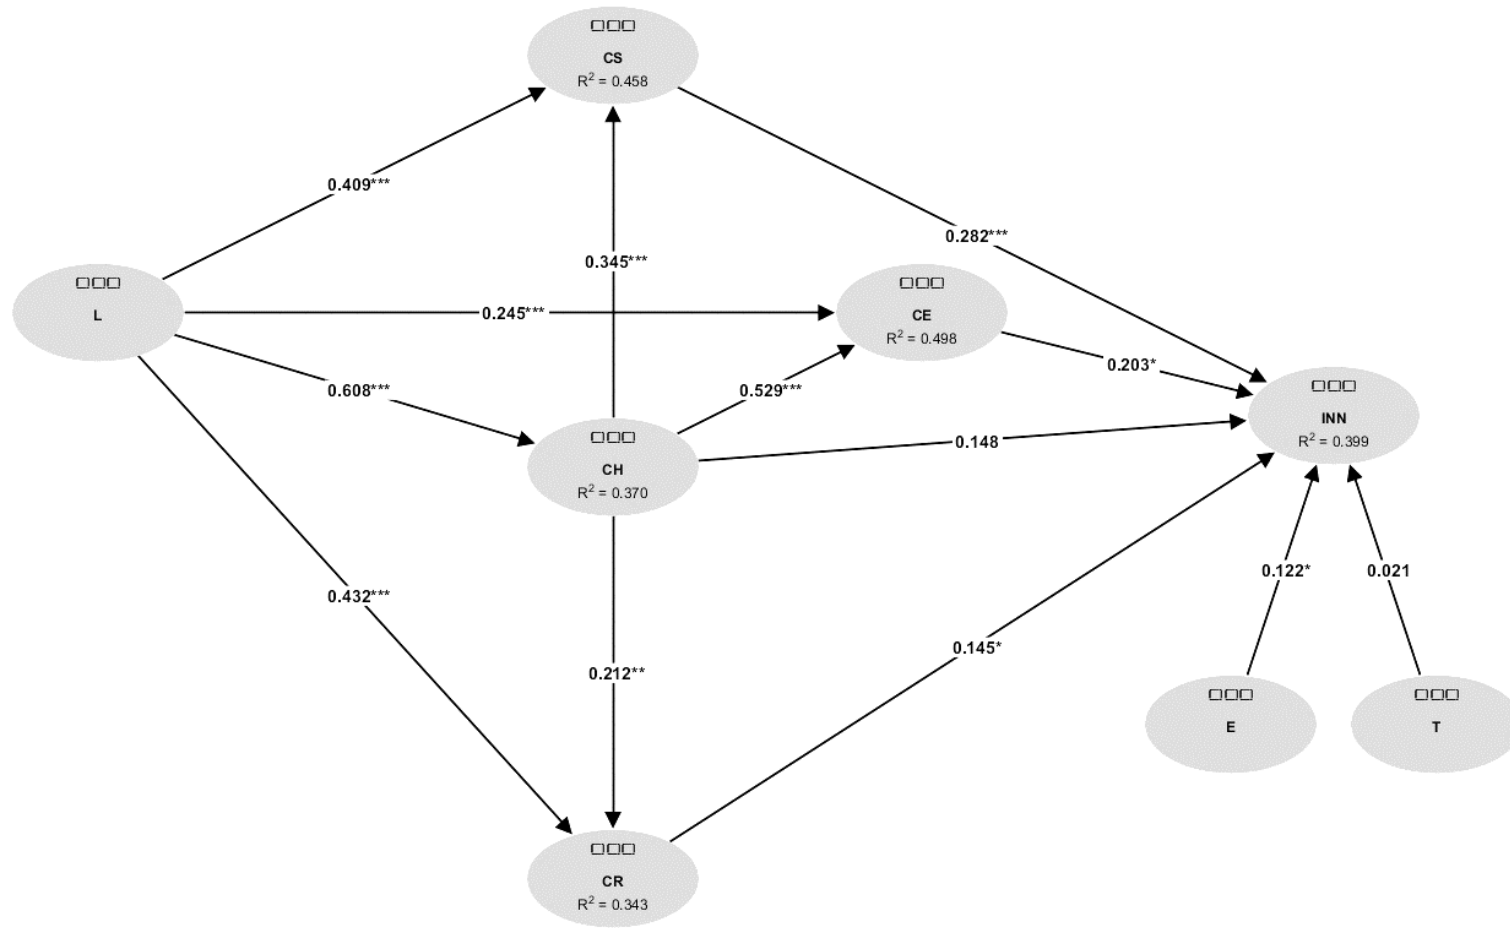 □□□
CS
R² = 0.458
0.409***
0.282***
0.345***
□□□
L
0.245***
□□□
CE
R² = 0.498
0.203*
0.608***
0.529***
□□□
INN
R² = 0.399
□□□
CH
R² = 0.370
0.148
0.432***
0.122*
0.021
0.145*
0.212**
□□□
E
□□□
T
□□□
CR
R² = 0.343